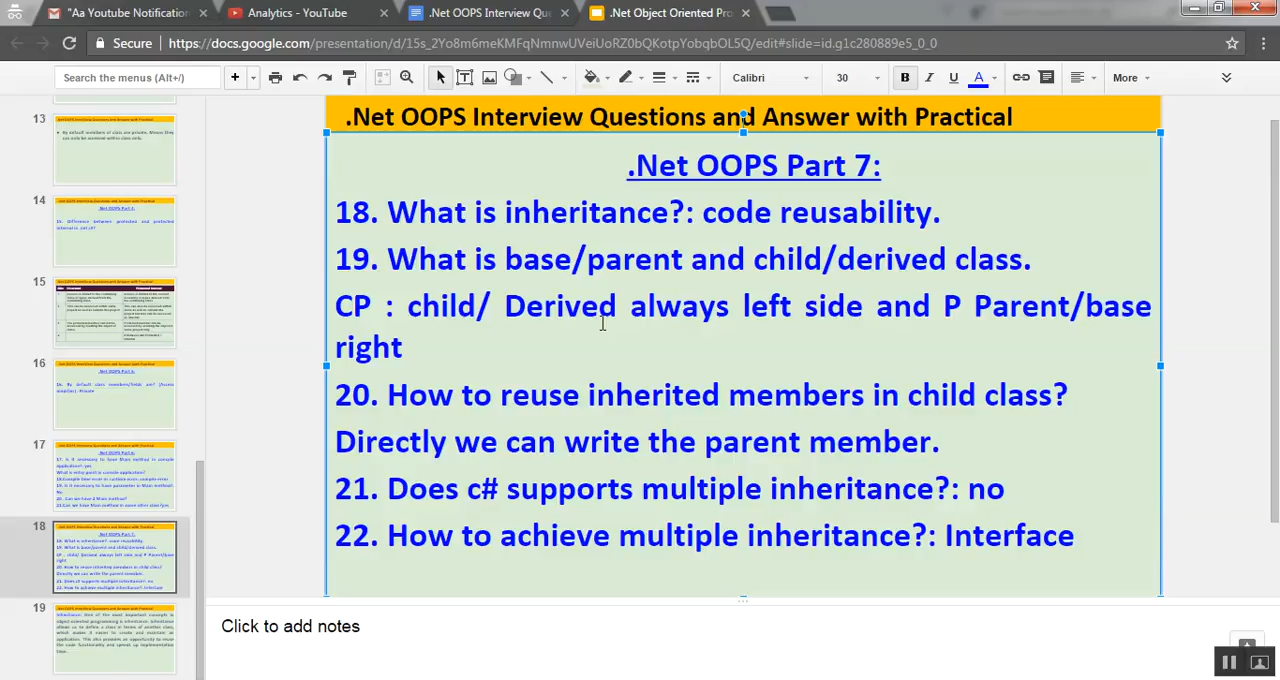 "Aa Youtube Notification
Analytics - YouTube
.Net OOPS Interview Qu
.Net Object Oriented Pro
Secure
https://docs.google.com/presentation/d/15s_2Yo8m6meKMFqNmnwUVeiUoRZ0bQKotpYobqbOL5Q/edit#slide=id.g1c280889e5_0_0
Search the menus (Alt+/)
Calibri
30
B I U A
More
.Net OOPS Interview Questions and Answer with Practical
.Net OOPS Part 7:
18. What is inheritance?: code reusability.
19. What is base/parent and child/derived class.
CP : child/ Derived always left side and P Parent/base
right
20. How to reuse inherited members in child class?
Directly we can write the parent member.
21. Does c# supports multiple inheritance?: no
22. How to achieve multiple inheritance?: Interface
13
14
15
16
17
18
19
Click to add notes